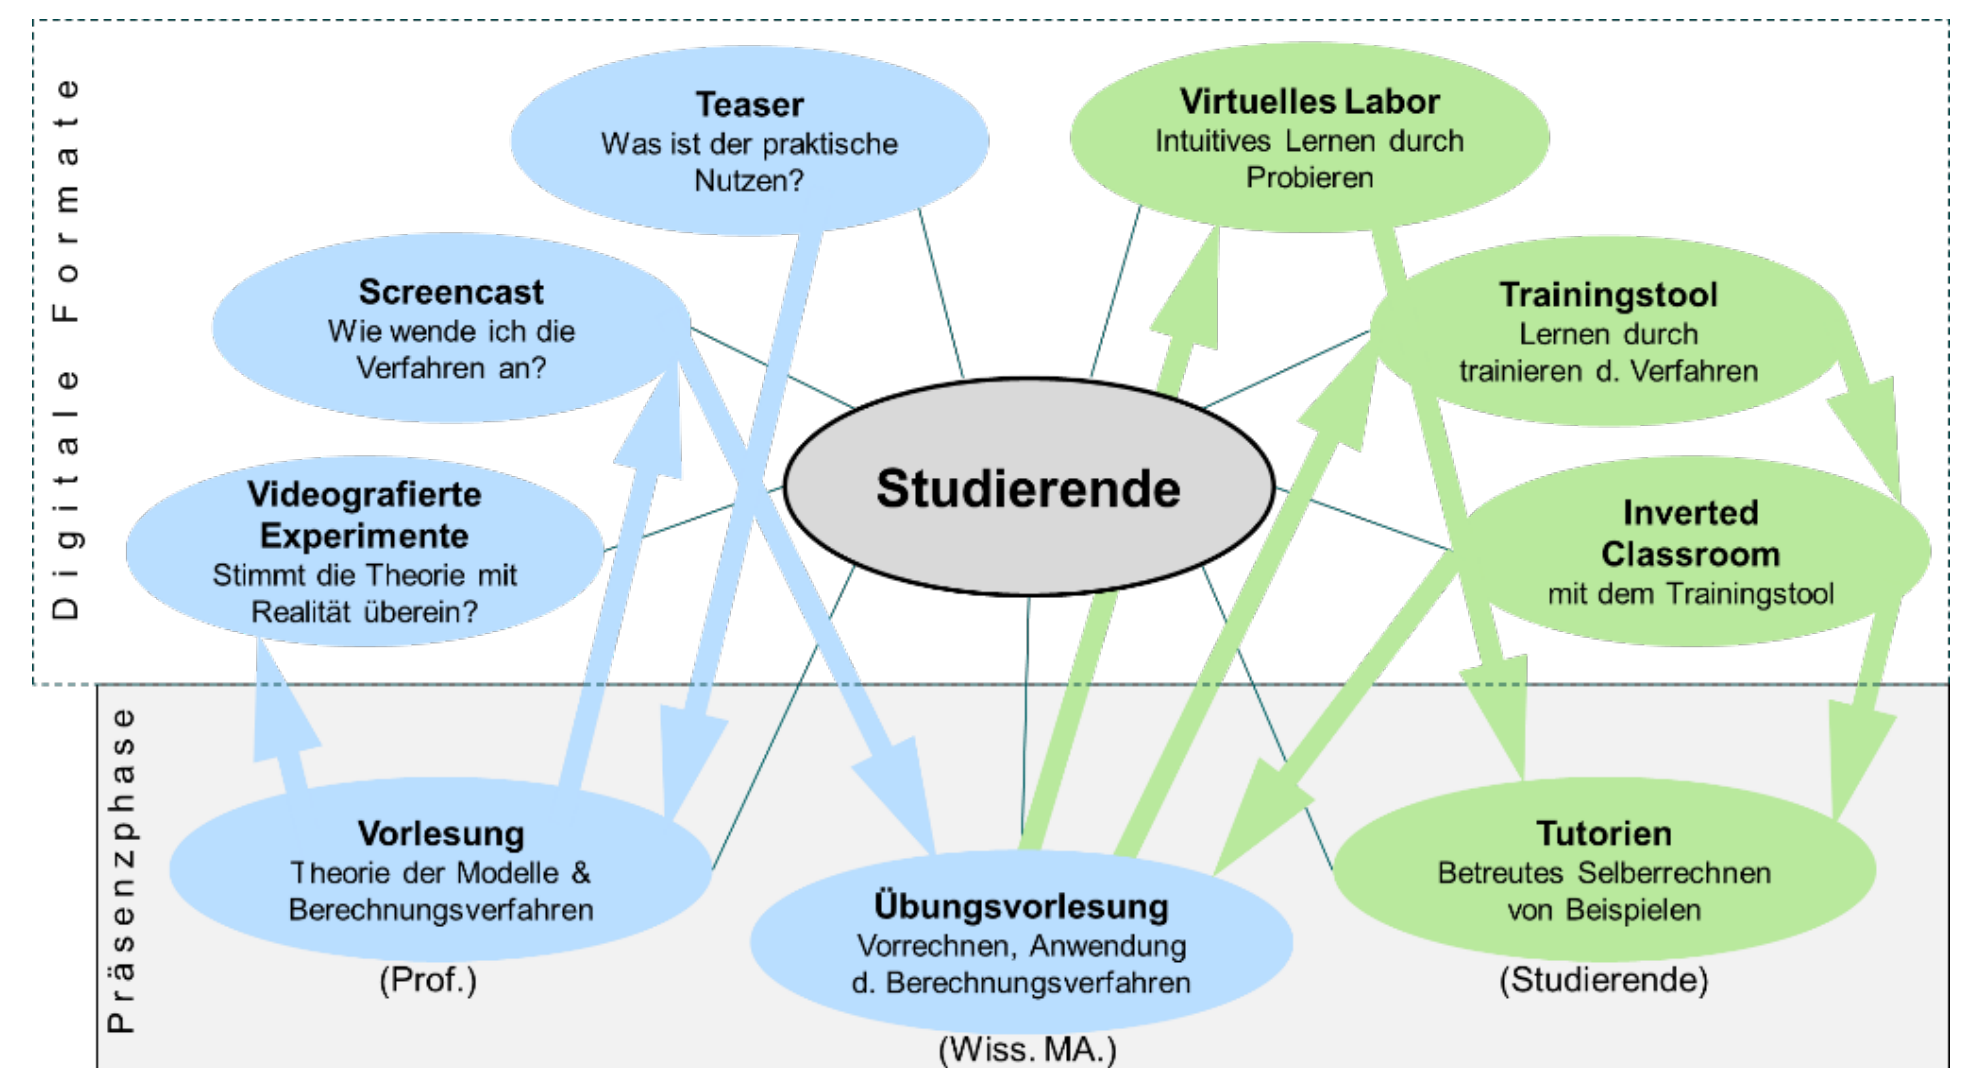 Digitale Formate
Teaser
Was ist der praktische
Nutzen?
Virtuelles Labor
Intuitives Lernen durch
Probieren
Screencast
Wie wende ich die
Verfahren an?
Trainingstool
Lernen durch
trainieren d. Verfahren
Studierende
Videografierte
Experimente
Stimmt die Theorie mit
Realität überein?
Inverted
Classroom
mit dem Trainingstool
Präsenzphase
Vorlesung
Theorie der Modelle &
Berechnungsverfahren
(Prof.)
Übungsvorlesung
Vorrechnen, Anwendung
d. Berechnungsverfahren
(Wiss. MA.)
Tutorien
Betreutes Selberrechnen
von Beispielen
(Studierende)